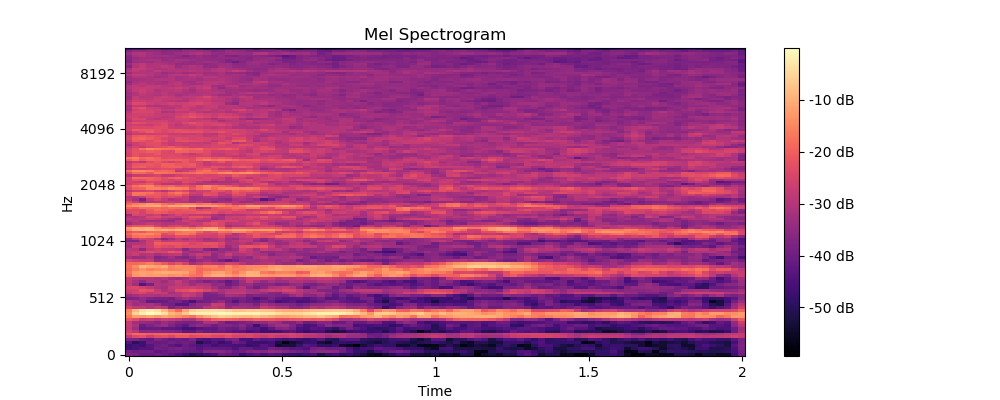 Mel Spectrogram
Hz
8192
4096
2048
1024
512
0
0 0.5 1 1.5 2
Time
-10 dB
-20 dB
-30 dB
-40 dB
-50 dB